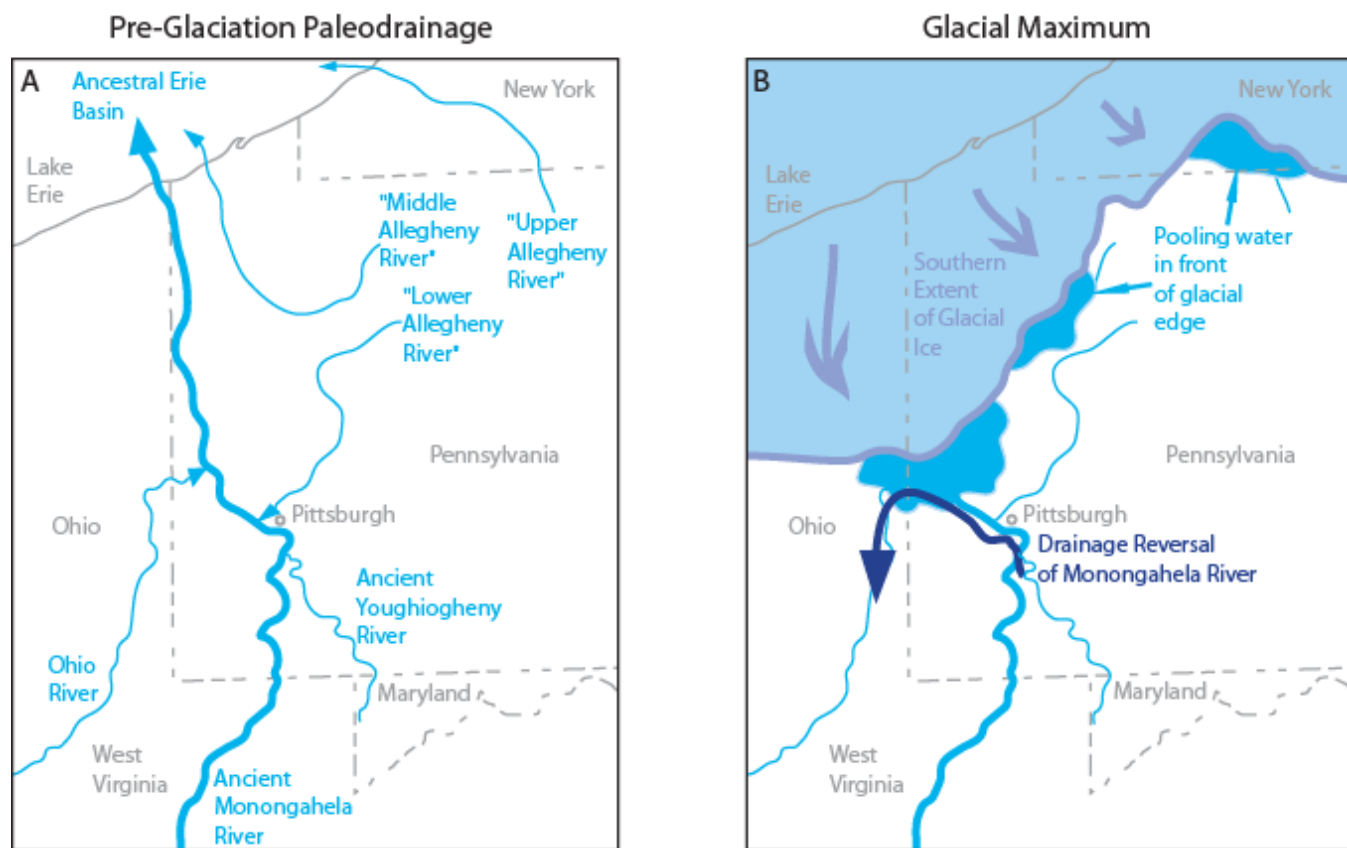 Pre-Glaciation Paleodrainage
A
Ancestral Erie
Basin
New York
Lake
Erie
"Middle
Allegheny
River"
"Upper
Allegheny
River"
"Lower
Allegheny
River"
Pennsylvania
Ohio
Pittsburgh
Ancient
Youghiogheny
River
Ohio
River
Maryland
West
Virginia
Ancient
Monongahela
River
Glacial Maximum
B
New York
Lake
Erie
Southern
Extent
of Glacial
Ice
Pooling water
in front
of glacial
edge
Pennsylvania
Ohio
Pittsburgh
Drainage Reversal
of Monongahela River
Maryland
West
Virginia